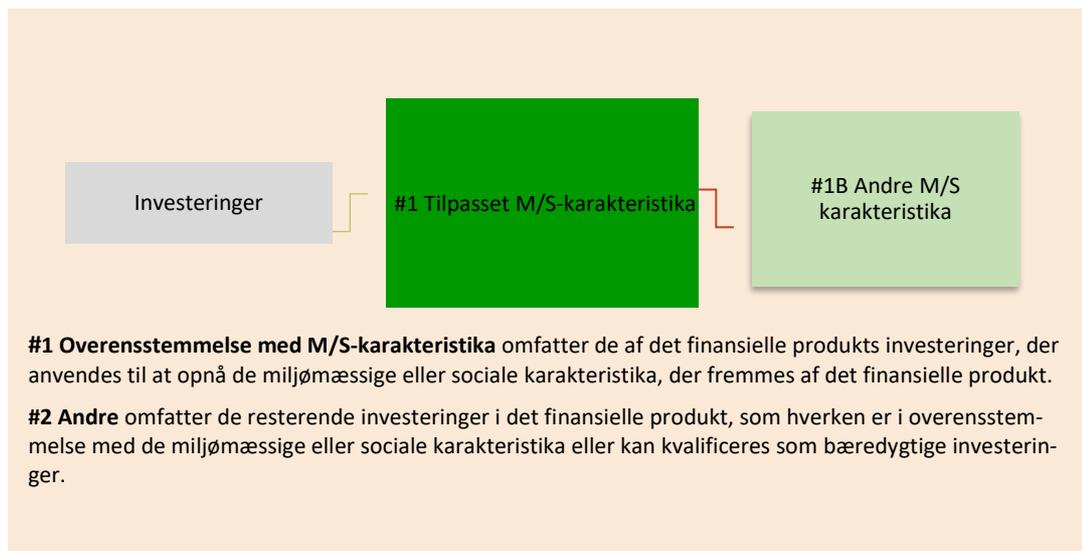 Investeringer
#1 Tilpasset M/S-karakteristika
#1B Andre M/S
karakteristika
#1 Overensstemmelse med M/S-karakteristika omfatter de af det finansielle produkts investeringer, der
anvendes til at opnå de miljømæssige eller sociale karakteristika, der fremmes af det finansielle produkt.
#2 Andre omfatter de resterende investeringer i det finansielle produkt, som hverken er i overensstem-
melse med de miljømæssige eller sociale karakteristika eller kan kvalificeres som bæredygtige investerin-
ger.